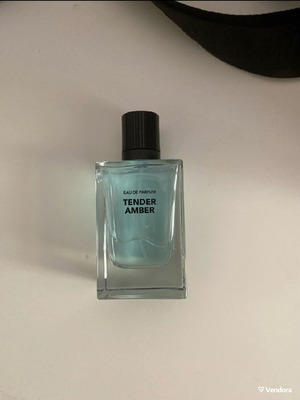 EAU DE PARFUM
TENDER
AMBER
Vendora